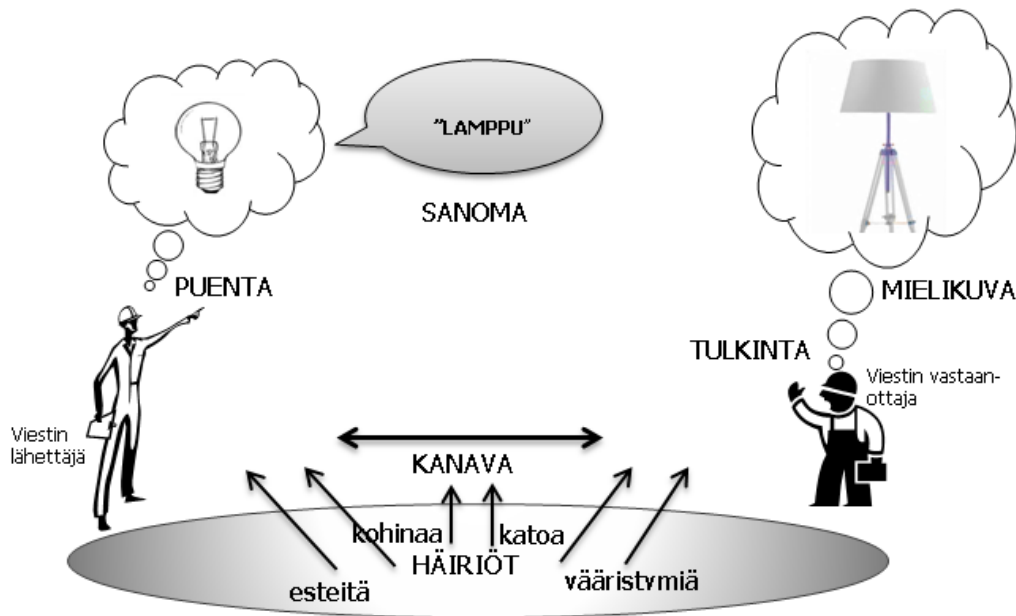 "LAMPPU"
SANOMA
PUENTA
MIELIKUVA
TULKINTA
Viestin vastaan-
ottaja
Viestin
lähettäjä
KANAVA
kohinaa
katoa
HÄIRIÖT
esteitä
vääristymiä